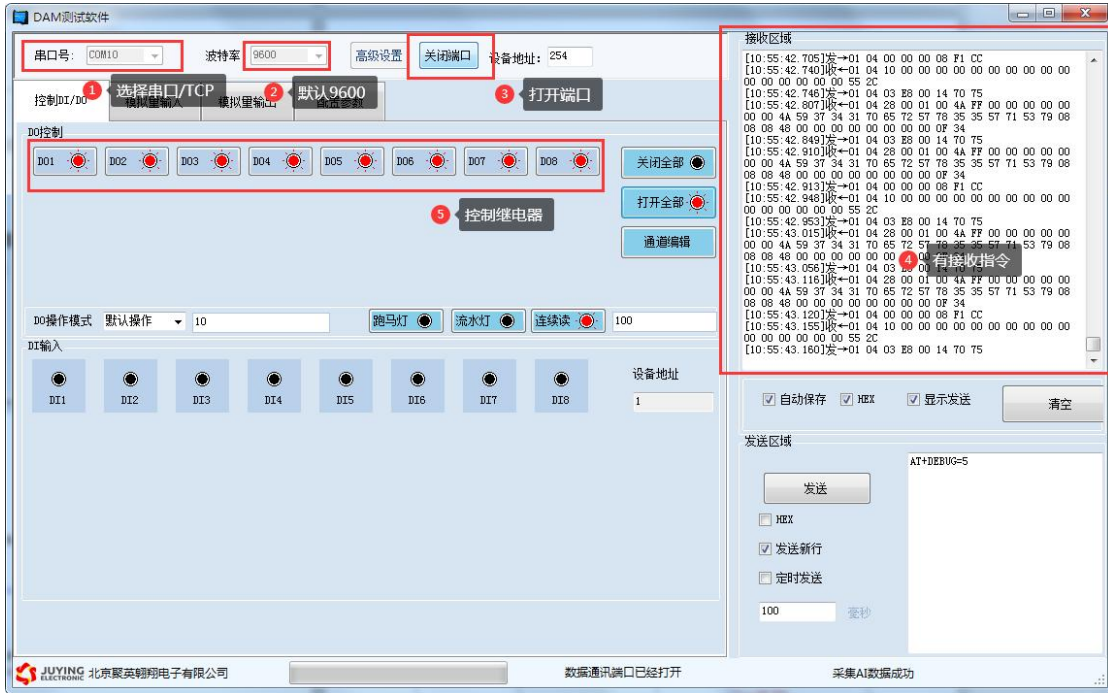 DAM测试软件
串口号: COM10 波特率 9600 高级设置 关闭端口 设备地址: 254
1 选择串口/TCP 2 默认9600 3 打开端口
控制DI/DO 模拟量输入 模拟量输出 配置参数
DO控制
DO1 DO2 DO3 DO4 DO5 DO6 DO7 DO8 关闭全部
打开全部
5 控制继电器
通道编辑
DO操作模式 默认操作 10 跑马灯 流水灯 连续读 100
DI输入
DI1 DI2 DI3 DI4 DI5 DI6 DI7 DI8
设备地址
1
接收区域
[10:55:42.705]发→01 04 00 00 00 08 F1 CC
[10:55:42.740]收←01 04 10 00 00 00 00 00 00 00 00 00
00 00 00 00 00 00 55 2C
[10:55:42.746]发→01 04 03 E8 00 14 70 75
[10:55:42.807]收←01 04 28 00 01 00 4A FF 00 00 00 00
00 00 4A 59 37 34 31 70 65 72 57 78 35 35 57 71 53 79 08
08 08 48 00 00 00 00 00 00 00 00 0F 34
[10:55:42.849]发→01 04 03 E8 00 14 70 75
[10:55:42.910]收←01 04 28 00 01 00 4A FF 00 00 00 00
00 00 4A 59 37 34 31 70 65 72 57 78 35 35 57 71 53 79 08
08 08 48 00 00 00 00 00 00 00 00 0F 34
[10:55:42.913]发→01 04 00 00 00 08 F1 CC
[10:55:42.948]收←01 04 10 00 00 00 00 00 00 00 00 00
00 00 00 00 00 00 55 2C
[10:55:42.953]发→01 04 03 E8 00 14 70 75
[10:55:43.015]收←01 04 28 00 01 00 4A FF 00 00 00 00
00 00 4A 59 37 34 31 70 65 72 57 78 35 35 57 71 53 79 08
08 08 48 00 00 00 00 00 00
4 有接收指令
[10:55:43.056]发→01 04 03 00 14 70 75
[10:55:43.116]收←01 04 28 00 01 00 4A FF 00 00 00 00
00 00 4A 59 37 34 31 70 65 72 57 78 35 35 57 71 53 79 08
08 08 48 00 00 00 00 00 00 00 00 0F 34
[10:55:43.120]发→01 04 00 00 00 08 F1 CC
[10:55:43.155]收←01 04 10 00 00 00 00 00 00 00 00 00
00 00 00 00 00 00 55 2C
[10:55:43.160]发→01 04 03 E8 00 14 70 75
自动保存 HEX 显示发送 清空
发送区域
AT+DEBUG=5
发送
HEX
发送新行
定时发送
100 毫秒
JUYING ELECTRONIC 北京聚英翱翔电子有限公司 数据通讯端口已经打开 采集AI数据成功